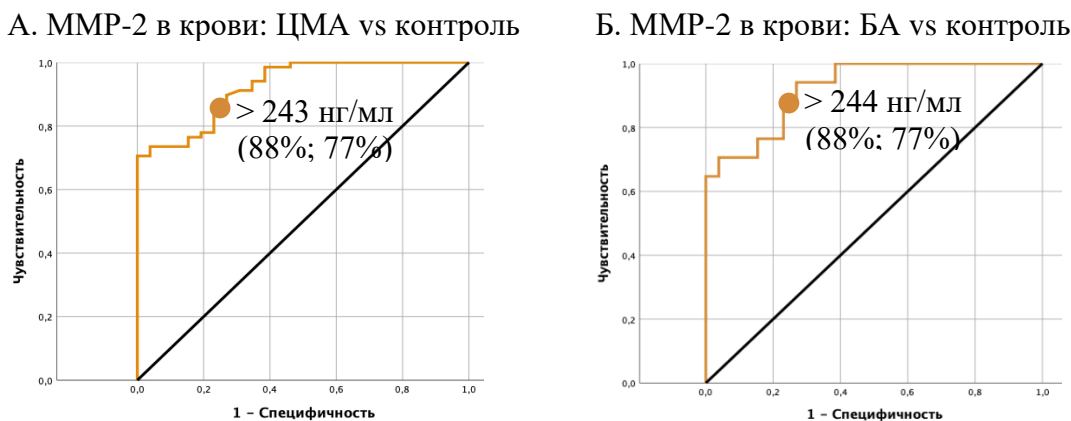 А. ММР-2 в крови: ЦМА vs контроль
1,0
0,8
0,6
0,4
0,2
0,0
Чувствительность
> 243 нг/мл
(88%; 77%)
0,0 0,2 0,4 0,6 0,8 1,0
1 – Специфичность
Б. ММР-2 в крови: БА vs контроль
1,0
0,8
0,6
0,4
0,2
0,0
Чувствительность
> 244 нг/мл
(88%; 77%)
0,0 0,2 0,4 0,6 0,8 1,0
1 – Специфичность